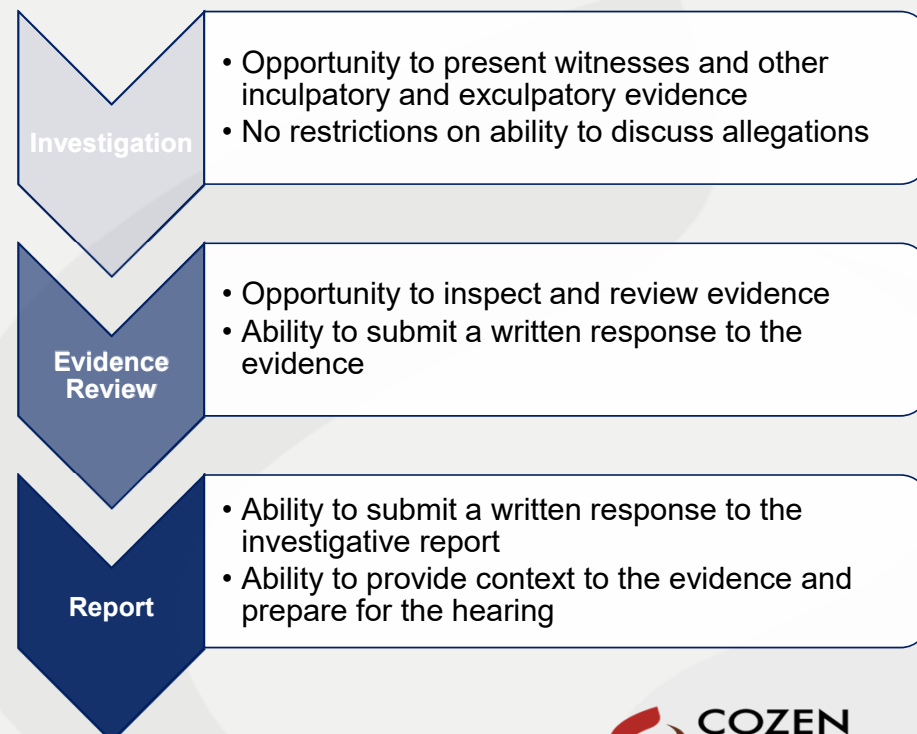 Investigation
• Opportunity to present witnesses and other
inculpatory and exculpatory evidence
• No restrictions on ability to discuss allegations
Evidence
Review
• Opportunity to inspect and review evidence
• Ability to submit a written response to the
evidence
Report
• Ability to submit a written response to the
investigative report
• Ability to provide context to the evidence and
prepare for the hearing
COZEN